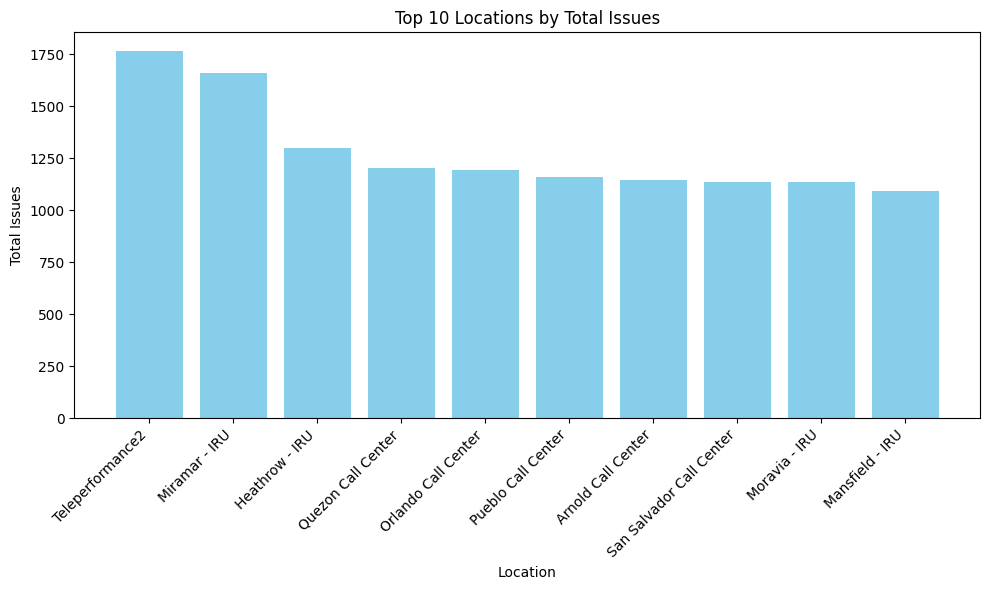 Top 10 Locations by Total Issues
Total Issues
1750
1500
1250
1000
750
500
250
0
Teleperformance2
Miramar - IRU
Heathrow - IRU
Quezon Call Center
Orlando Call Center
Pueblo Call Center
Arnold Call Center
San Salvador Call Center
Moravia - IRU
Mansfield - IRU
Location